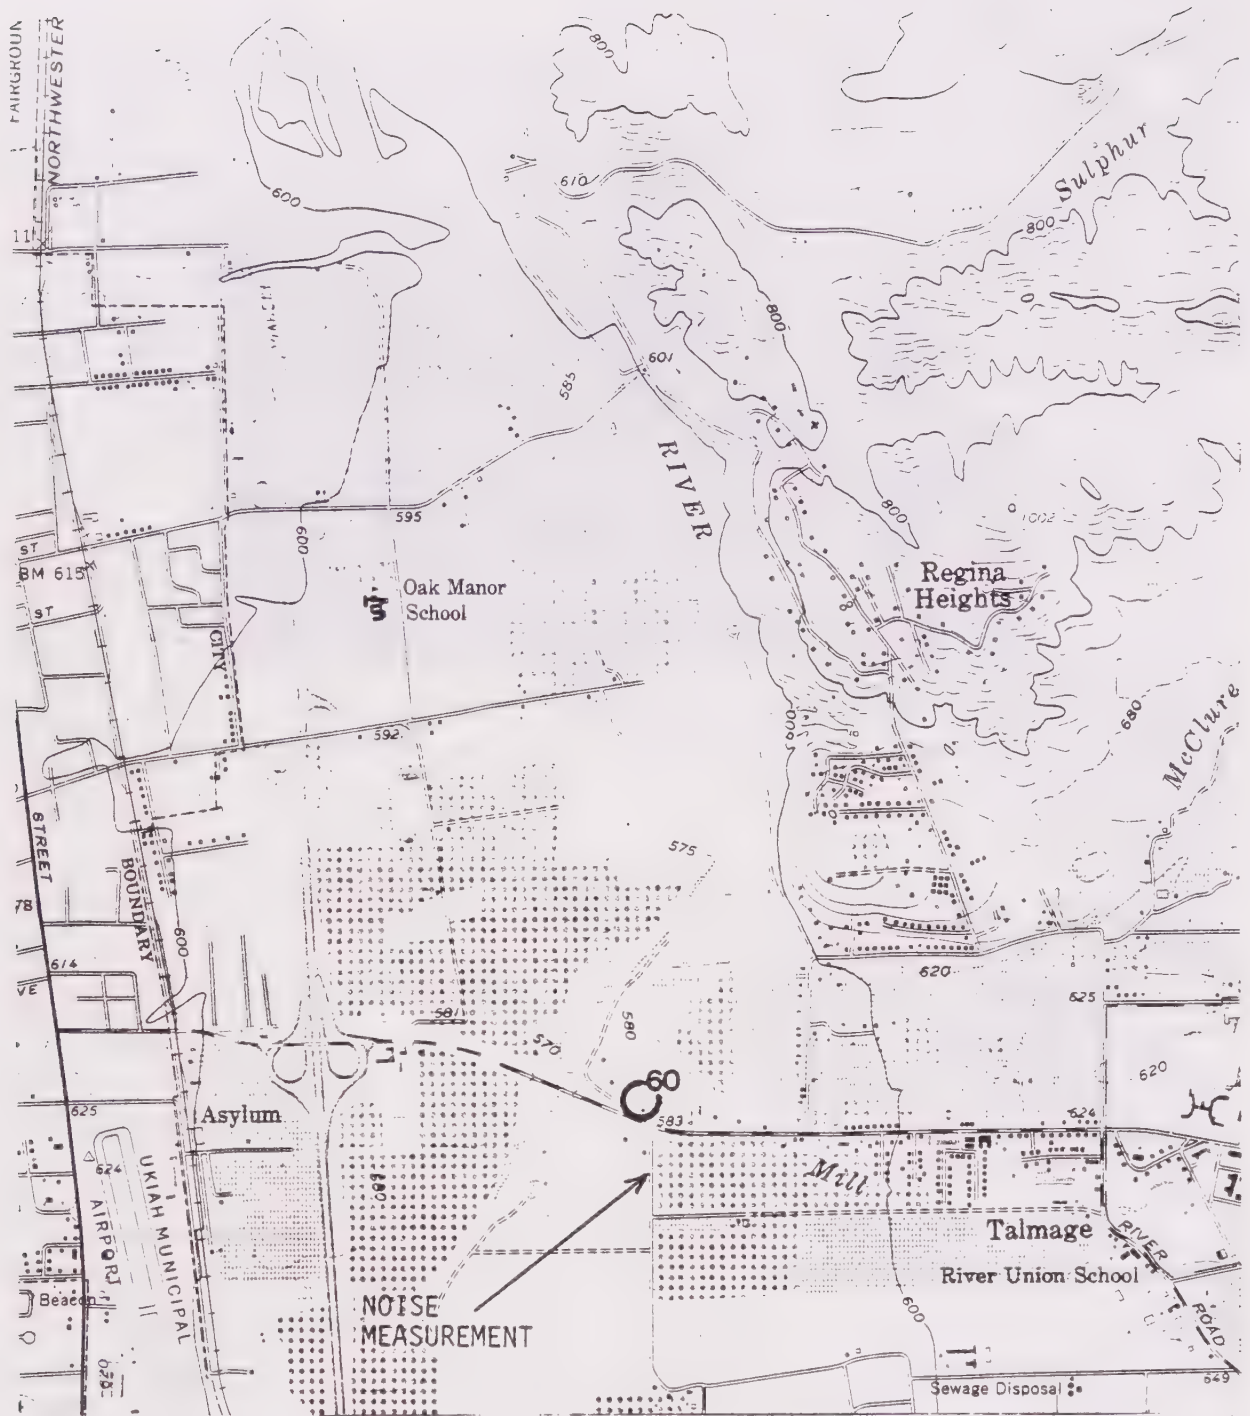 FAIRGROUN
NORTHWESTER
800
Sulphur
610
600
800
11
800
601
585
RIVER
800
1002
595
600
ST
BM 615
Regina
Heights
Oak Manor
School
ST
CITY
680
McClure
600
592
STREET
575
BOUNDARY
78
600
614
620
VE
625
581
580
570
620
60
625
Asylum
583
624
624
Mill
680
UKIAH MUNICIPAL
AIRPORT
Talmage
RIVER
River Union School
Beacon
NOISE
MEASUREMENT
600
ROAD
649
Sewage Disposal